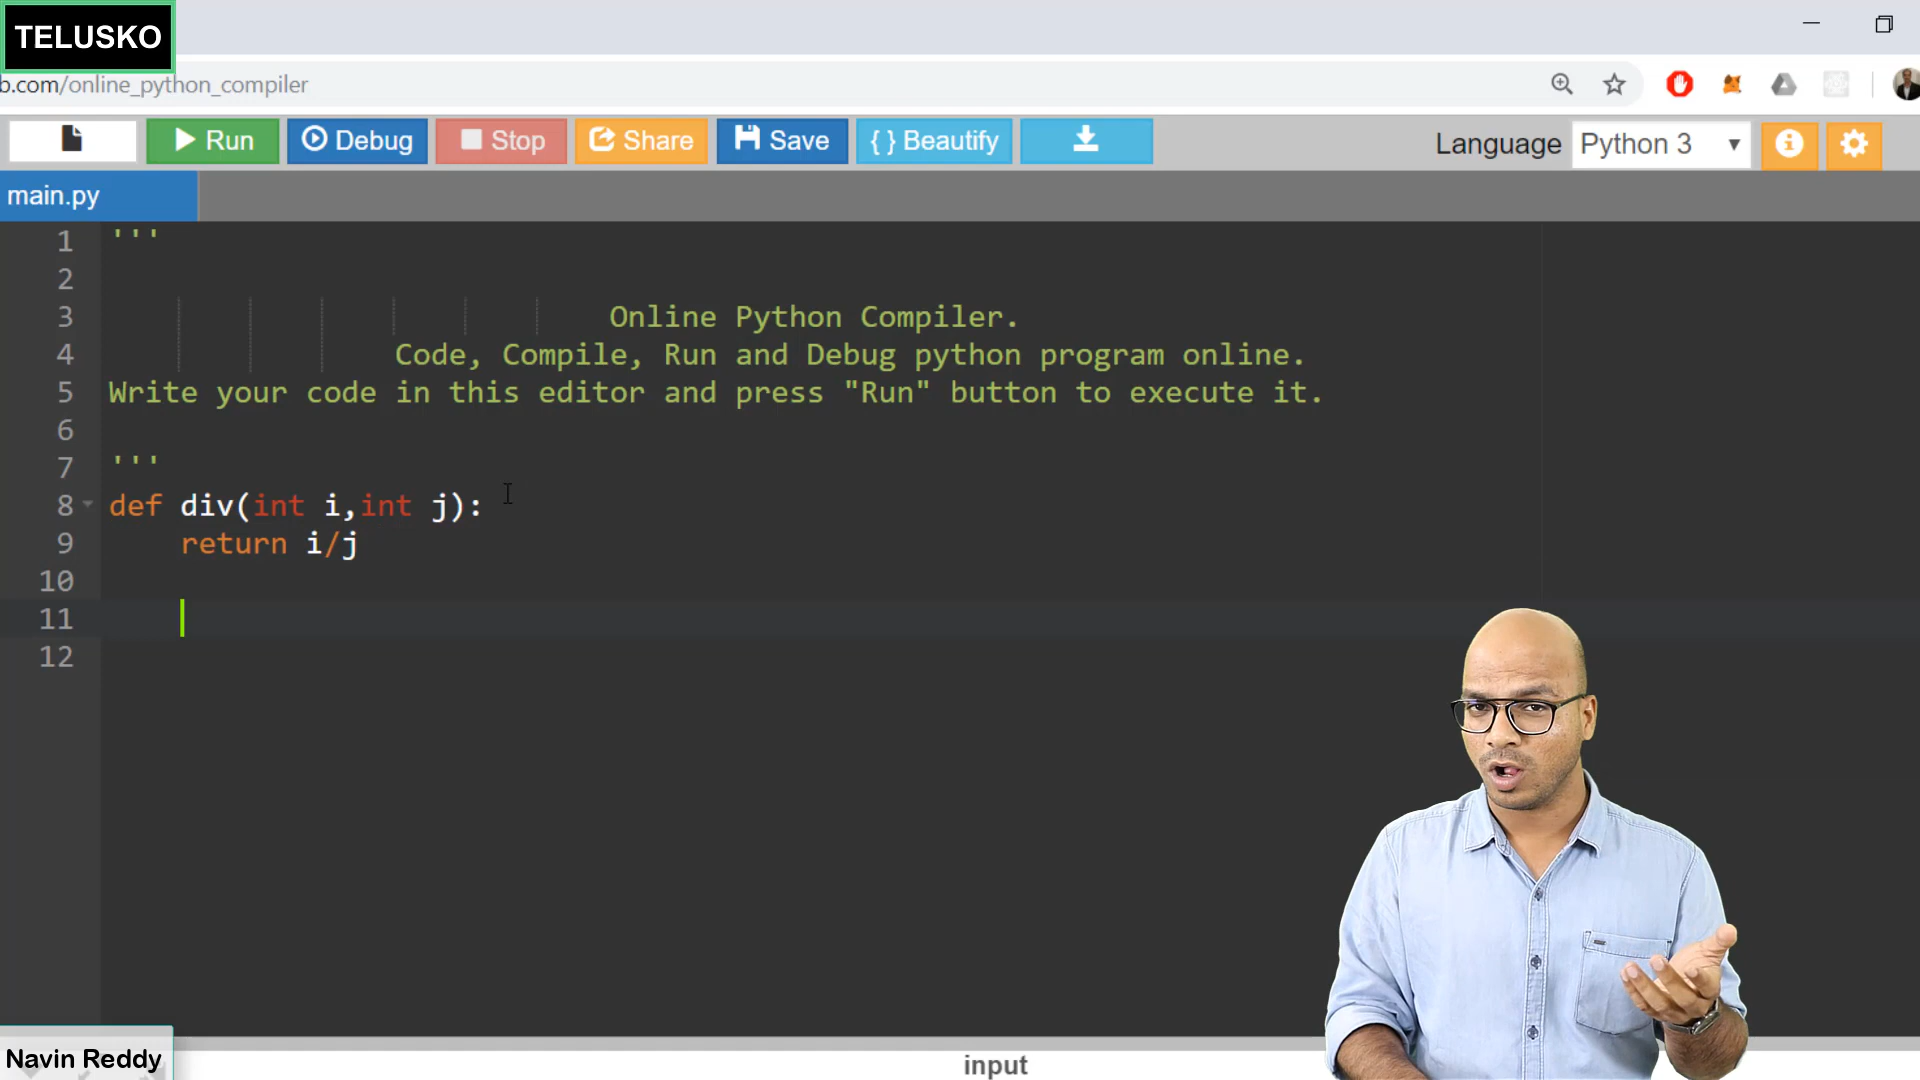 TELUSKO
b.com/online_python_compiler
Run
Debug
Stop
Share
Save
{ } Beautify
Language
Python 3
main.py
1 '''
2
3 Online Python Compiler.
4 Code, Compile, Run and Debug python program online.
5 Write your code in this editor and press "Run" button to execute it.
6
7 '''
8 def div(int i,int j):
9 return i/j
10
11
12
Navin Reddy
input